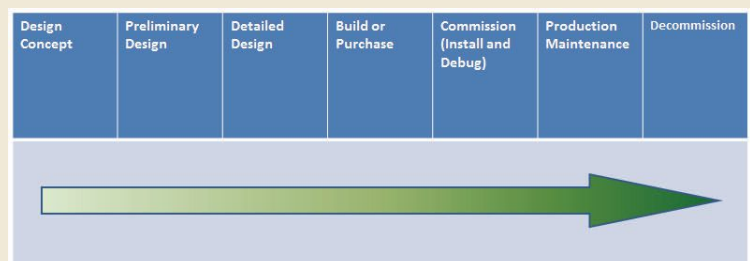 Design
Concept
Preliminary
Design
Detailed
Design
Build or
Purchase
Commission
(Install and
Debug)
Production
Maintenance
Decommission